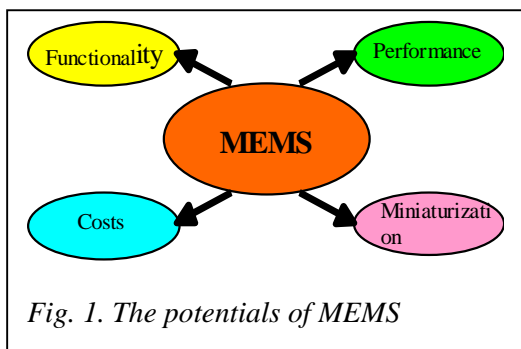 Functionality
Performance
MEMS
Costs
Miniaturizati
on
Fig. 1. The potentials of MEMS